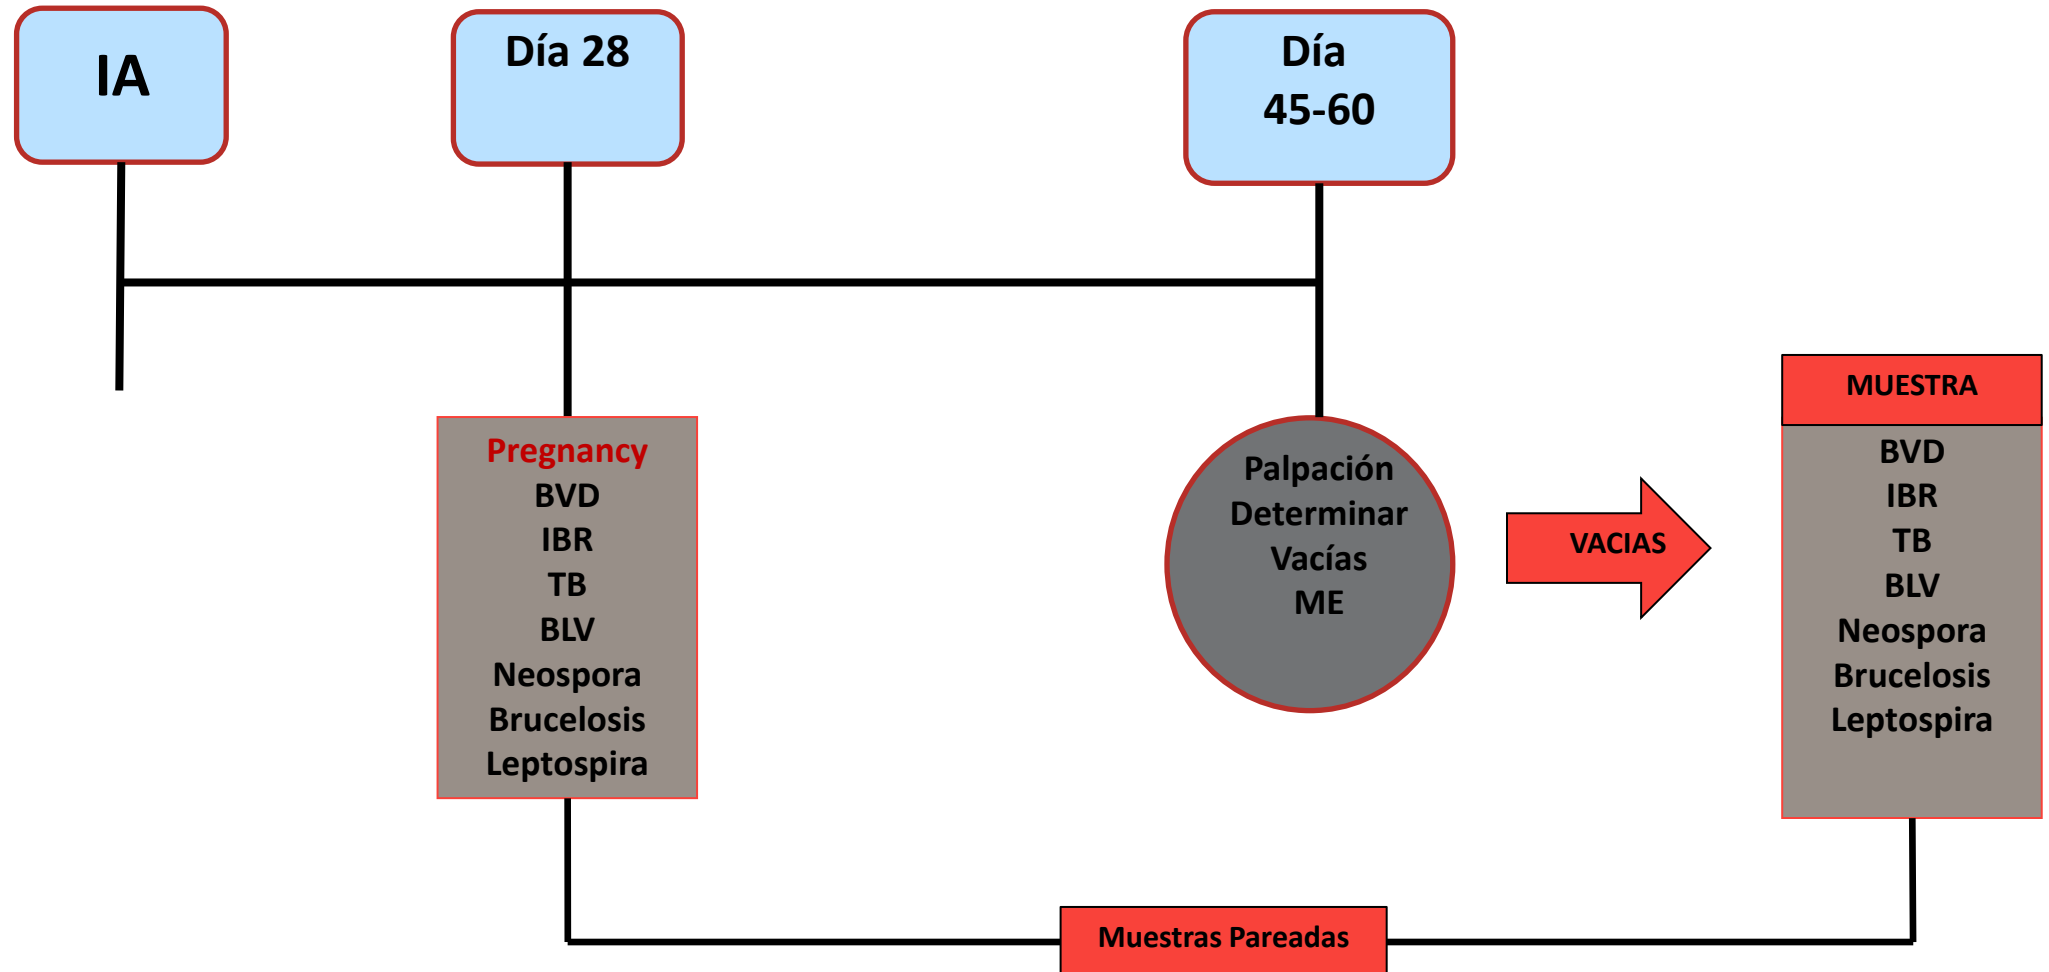 IA
Día 28
Día
45-60
Pregnancy
BVD
IBR
TB
BLV
Neospora
Brucelosis
Leptospira
Palpación
Determinar
Vacías
ME
VACIAS
MUESTRA
BVD
IBR
TB
BLV
Neospora
Brucelosis
Leptospira
Muestras Pareadas